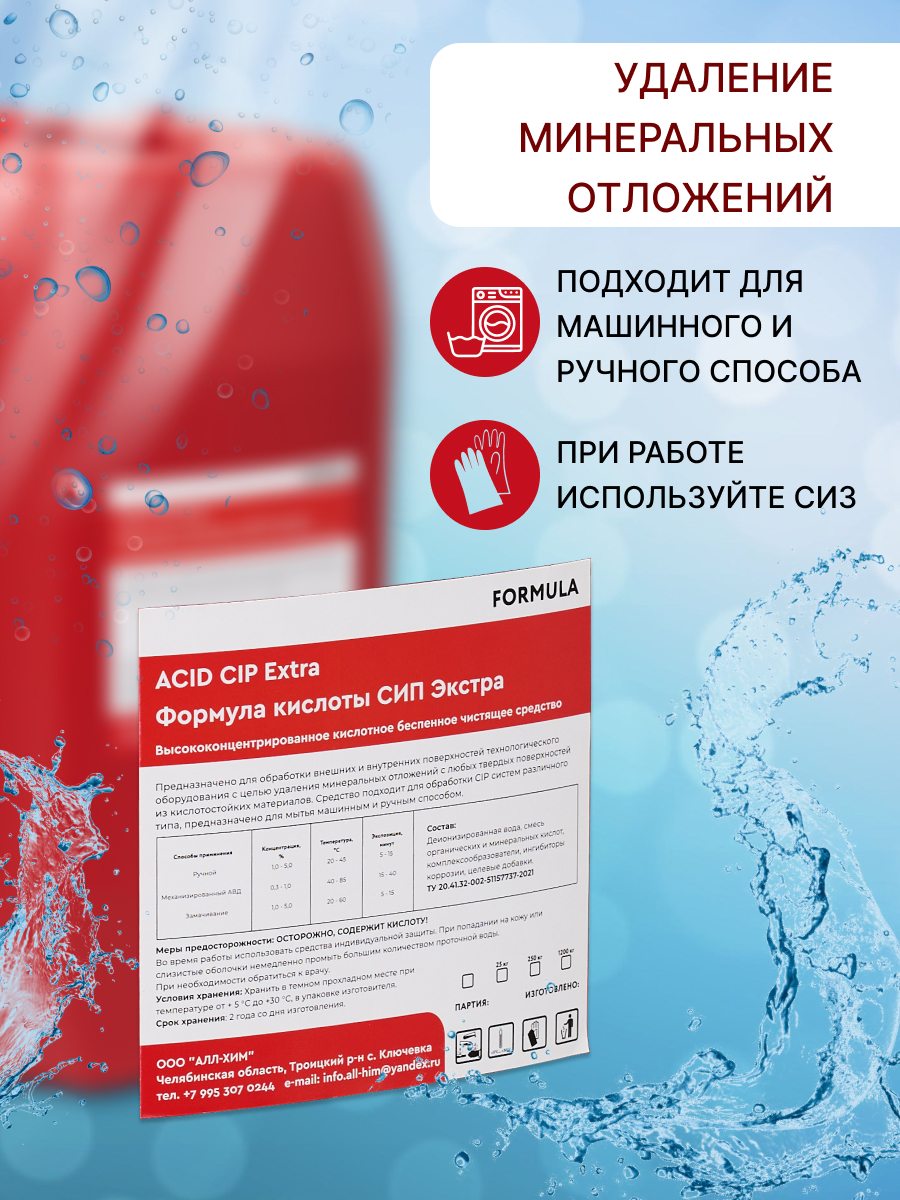 УДАЛЕНИЕ
МИНЕРАЛЬНЫХ
ОТЛОЖЕНИЙ
ПОДХОДИТ ДЛЯ
МАШИННОГО И
РУЧНОГО СПОСОБА
ПРИ РАБОТЕ
ИСПОЛЬЗУЙТЕ СИЗ
FORMULA
ACID CIP Extra
Формула кислоты СИП Экстра
Высококонцентрированное кислотное беспенное чистящее средство
Предназначено для обработки внешних и внутренних поверхностей технологического
оборудования с целью удаления минеральных отложений с любых твердых поверхностей
из кислотостойких материалов. Средство подходит для обработки CIP систем различного
типа, предназначено для мытья машинным и ручным способом.
Способы применения Концентрация, % Температура, °C Экспозиция, минут
Ручной 1,0 - 5,0 20 - 45 5 - 15
Механизированный АВД 0,3 - 1,0 40 - 85 15 - 40
Замачивание 1,0 - 5,0 20 - 60 5 - 15
Состав:
Деионизированная вода, смесь
органических и минеральных кислот,
комплексообразователи, ингибиторы
коррозии, целевые добавки.
ТУ 20.41.32-002-51157737-2021
Меры предосторожности: ОСТОРОЖНО, СОДЕРЖИТ КИСЛОТУ!
Во время работы использовать средства индивидуальной защиты. При попадании на кожу или
слизистые оболочки немедленно промыть большим количеством проточной воды.
При необходимости обратиться к врачу.
Условия хранения: Хранить в темном прохладном месте при
температуре от + 5 °C до +30 °C, в упаковке изготовителя.
Срок хранения: 2 года со дня изготовления.
25 кг 250 кг 1200 кг
ПАРТИЯ: ИЗГОТОВЛЕНО:
ООО "АЛЛ-ХИМ"
Челябинская область, Троицкий р-н с. Ключевка
тел. +7 995 307 0244 e-mail: info.all-him@yandex.ru